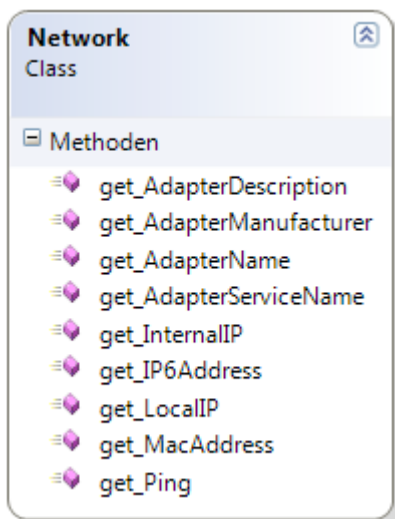 Network
Class
Methoden
get_AdapterDescription
get_AdapterManufacturer
get_AdapterName
get_AdapterServiceName
get_InternalIP
get_IP6Address
get_LocalIP
get_MacAddress
get_Ping